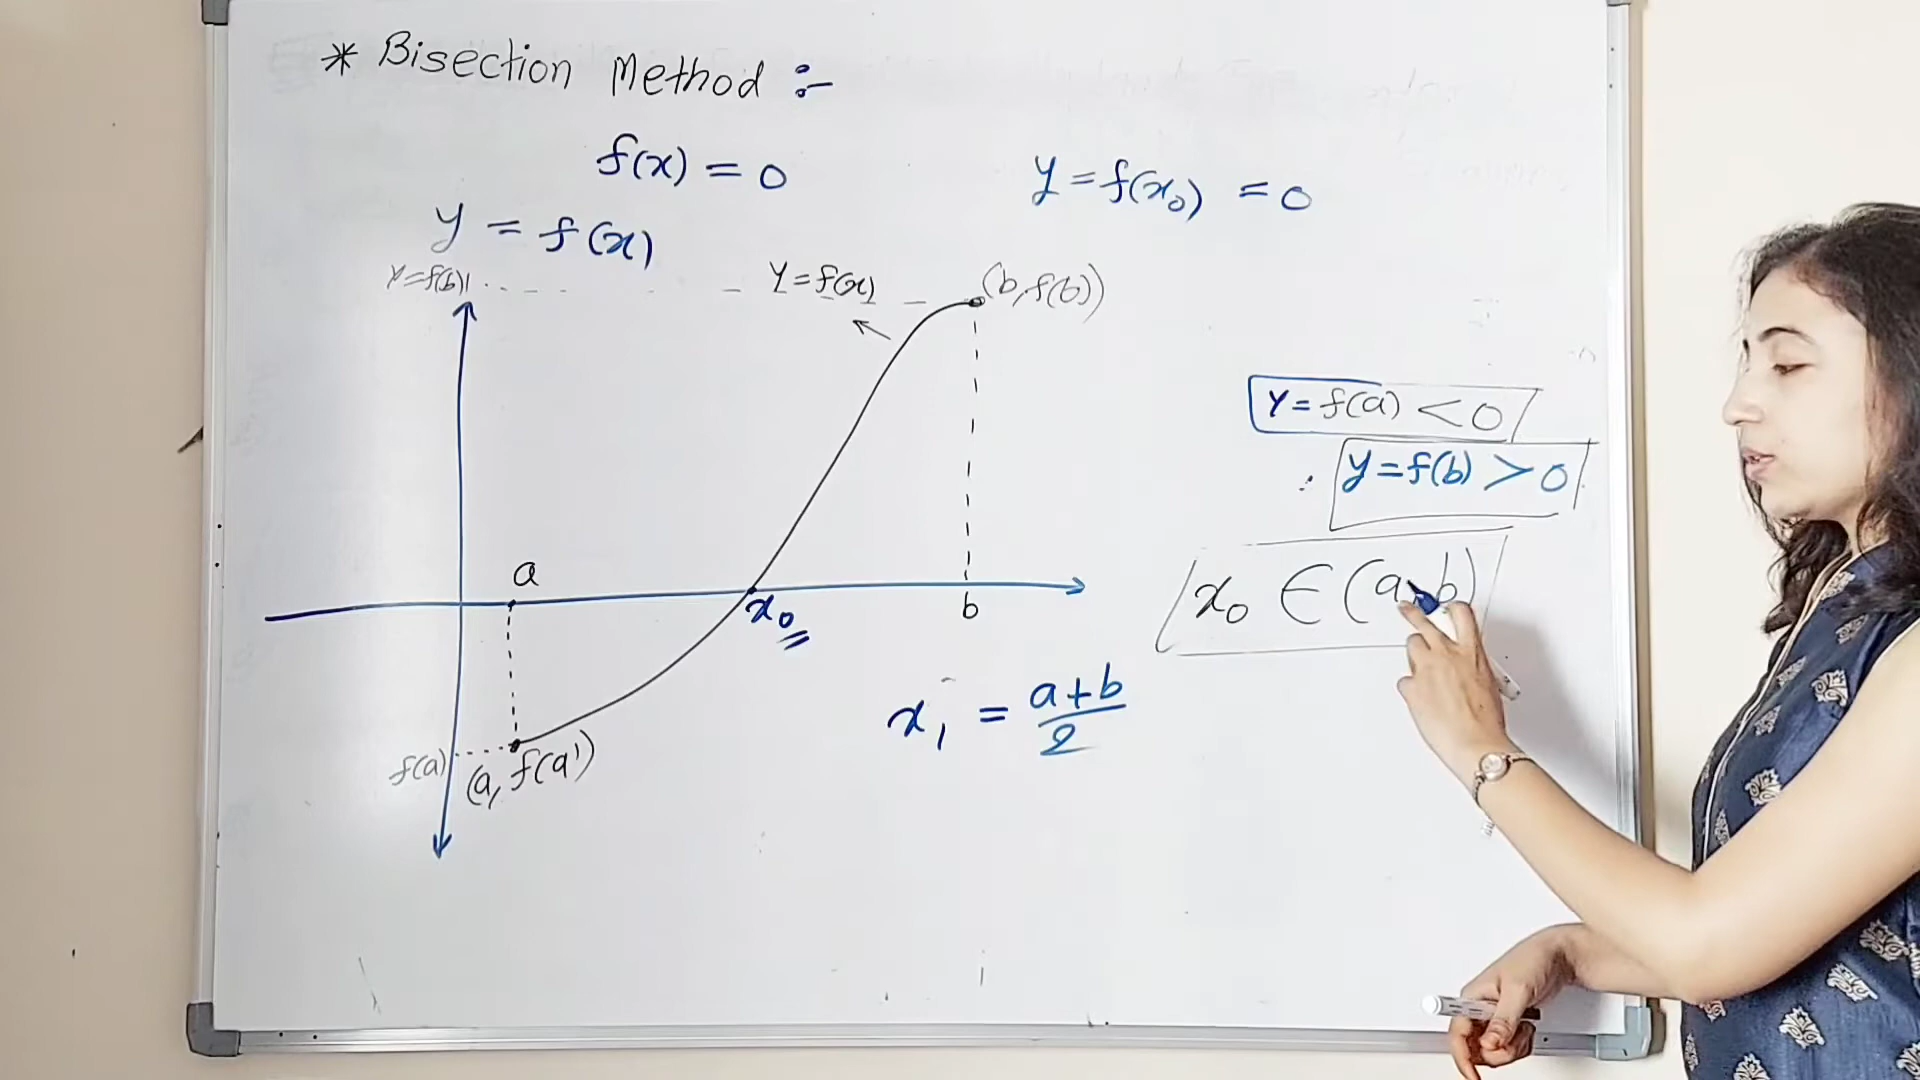 * Bisection Method :-
f(x) = 0
y = f(x₀) = 0
y = f(x)
y=f(b)
y=f(x)
(b, f(b))
y = f(a) < 0
y = f(b) > 0
a
x₀
b
x₀ ∈ (a, b)
x₁ = a+b/2
f(a)
(a, f(a))